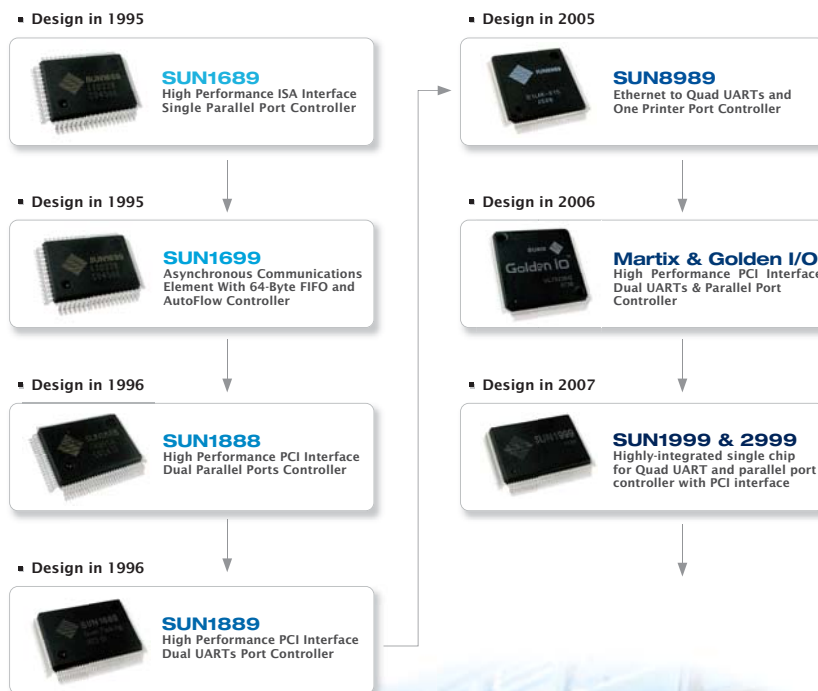 Design in 1995
SUN1689
High Performance ISA Interface
Single Parallel Port Controller
Design in 1995
SUN1699
Asynchronous Communications
Element With 64-Byte FIFO and
AutoFlow Controller
Design in 1996
SUN1888
High Performance PCI Interface
Dual Parallel Ports Controller
Design in 1996
SUN1889
High Performance PCI Interface
Dual UARTs Port Controller
Design in 2005
SUN8989
Ethernet to Quad UARTs and
One Printer Port Controller
Design in 2006
Golden IO
Martix & Golden I/O
High Performance PCI Interface
Dual UARTs & Parallel Port
Controller
Design in 2007
SUN1999
SUN1999 & 2999
Highly-integrated single chip
for Quad UART and parallel port
controller with PCI interface